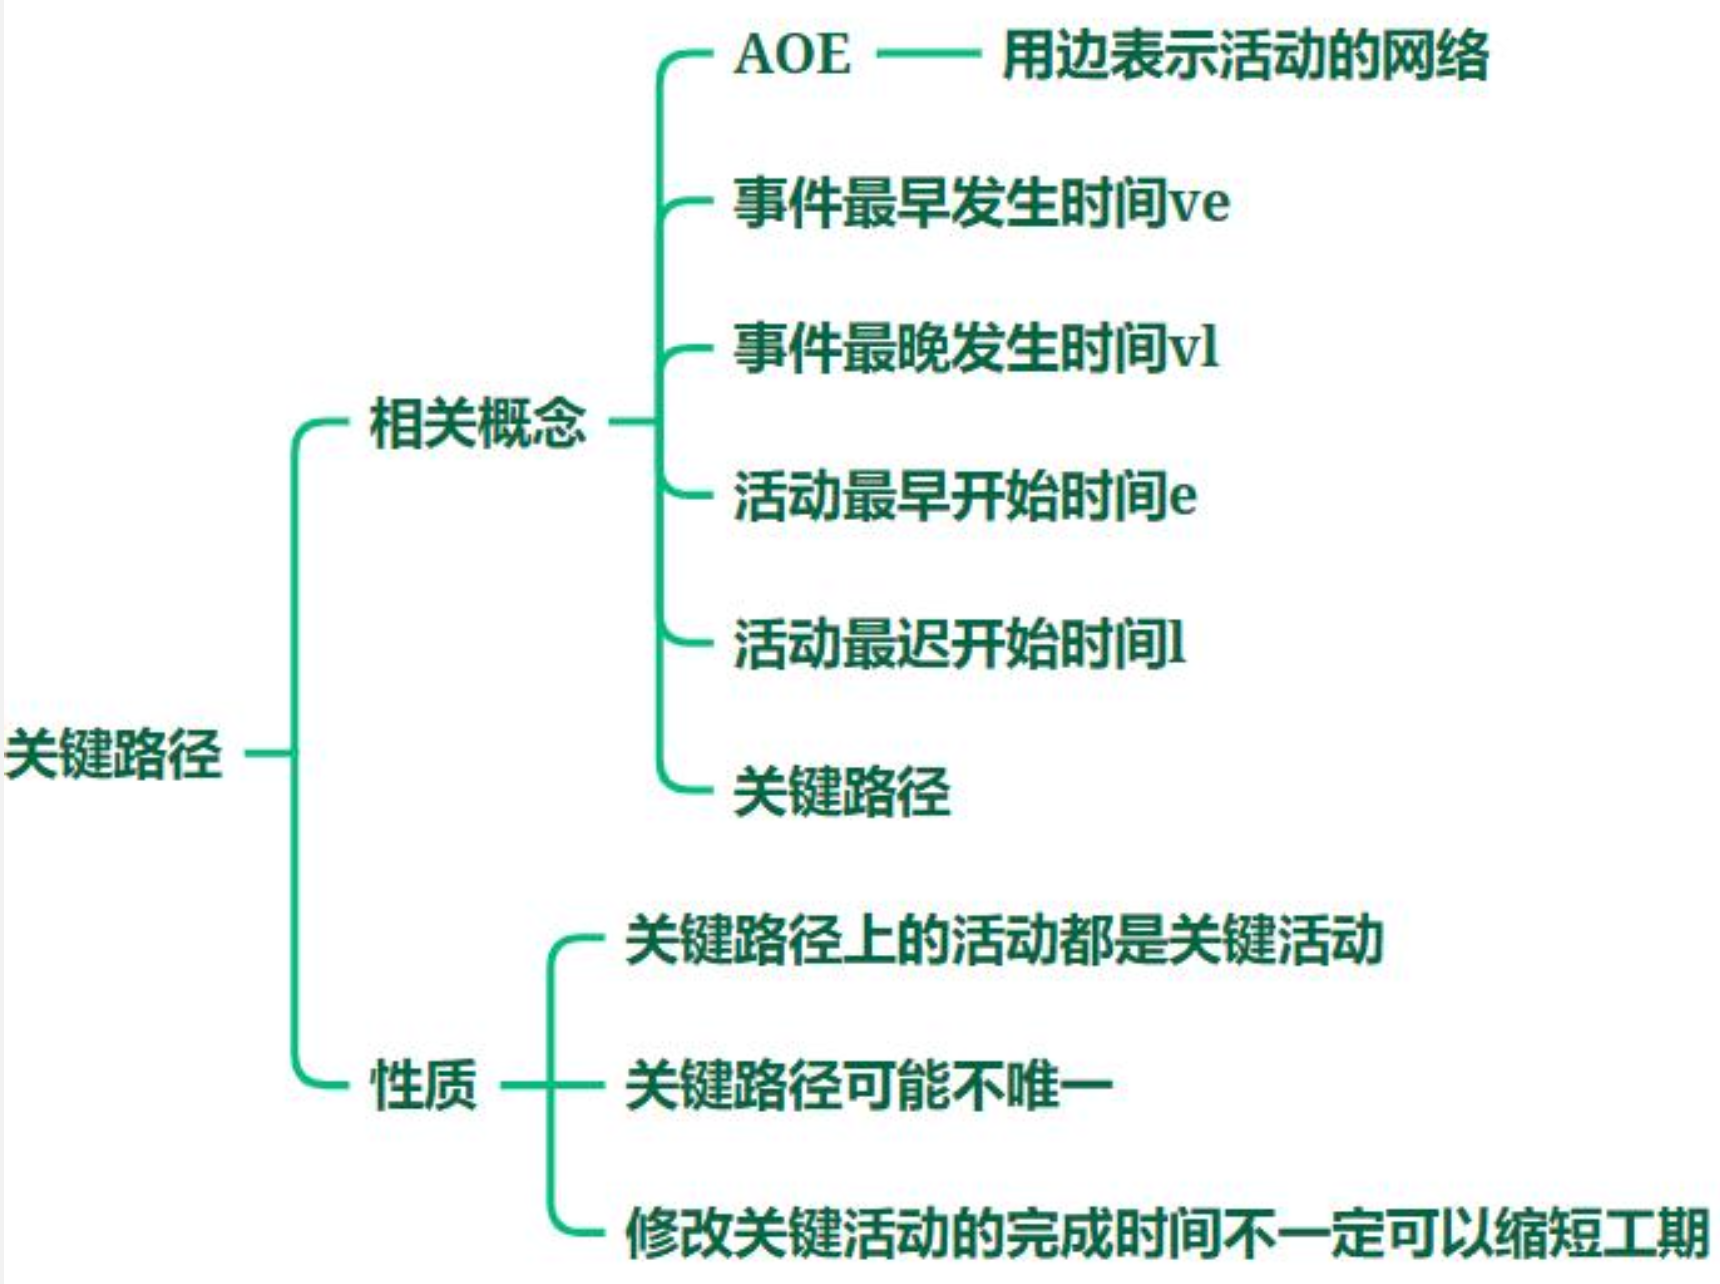 AOE
用边表示活动的网络
事件最早发生时间ve
事件最晚发生时间vl
相关概念
活动最早开始时间e
活动最迟开始时间l
关键路径
关键路径
关键路径上的活动都是关键活动
性质
关键路径可能不唯一
修改关键活动的完成时间不一定可以缩短工期